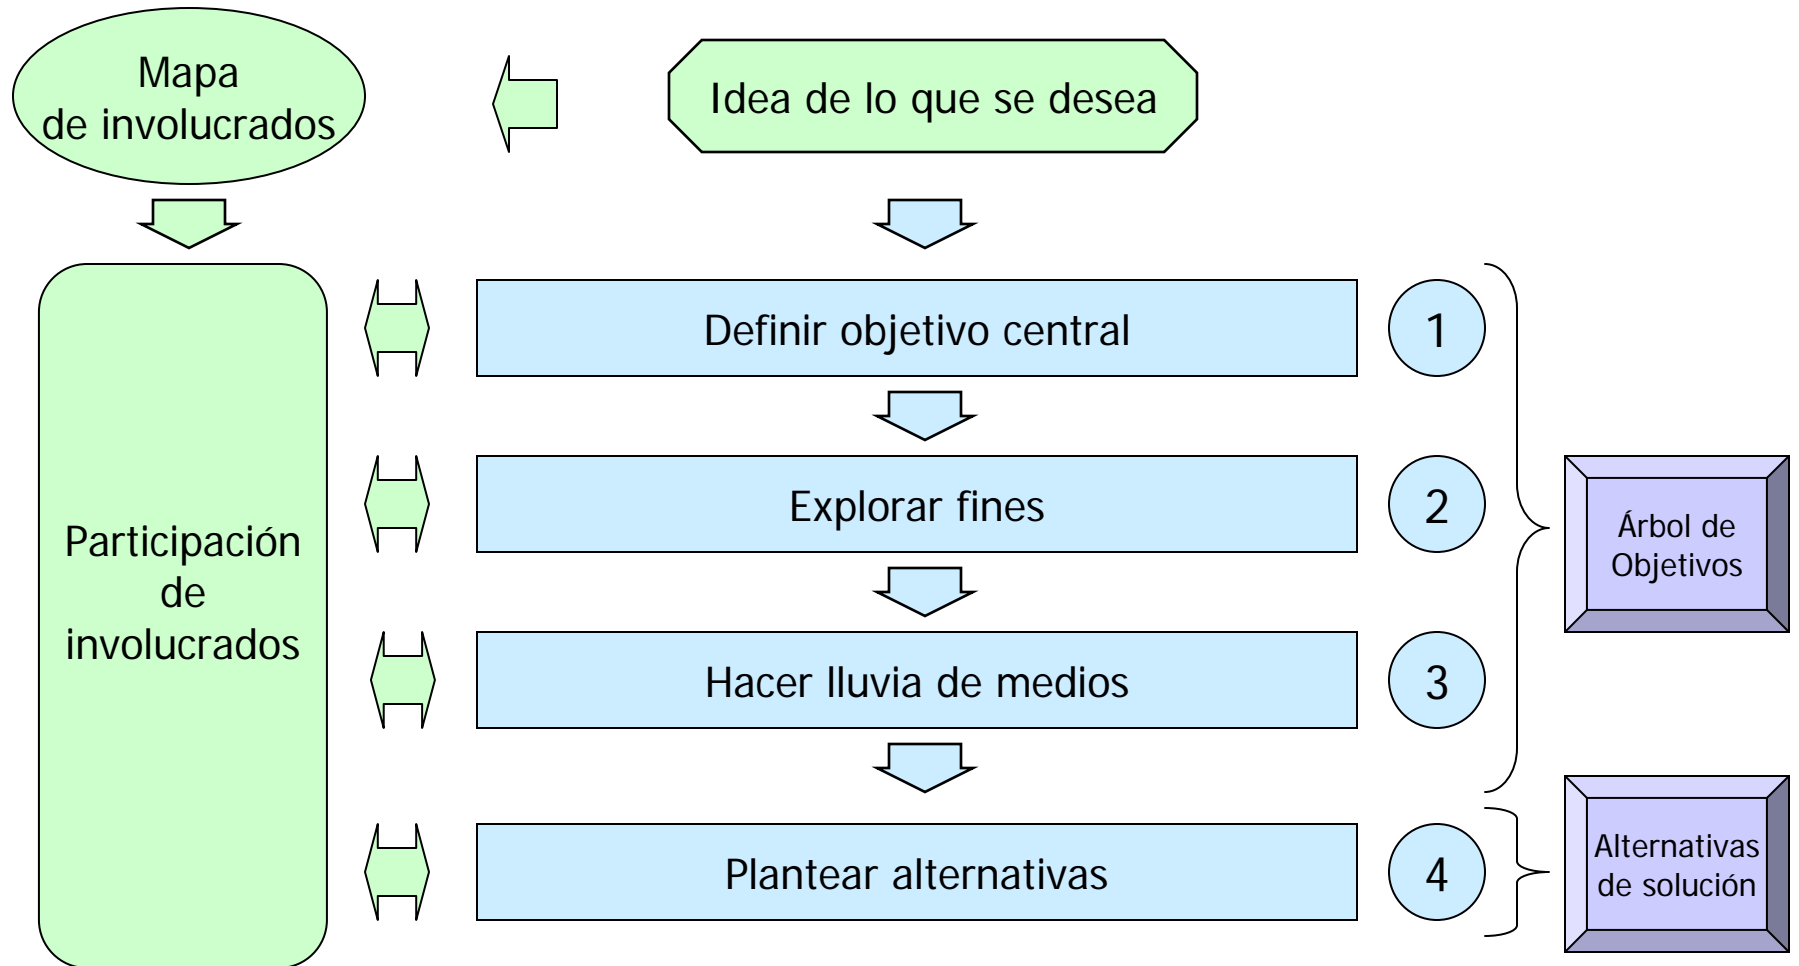 Mapa
de involucrados
Idea de lo que se desea
Definir objetivo central
1
Explorar fines
2
Árbol de
Objetivos
Participación
de
involucrados
Hacer lluvia de medios
3
Plantear alternativas
4
Alternativas
de solución